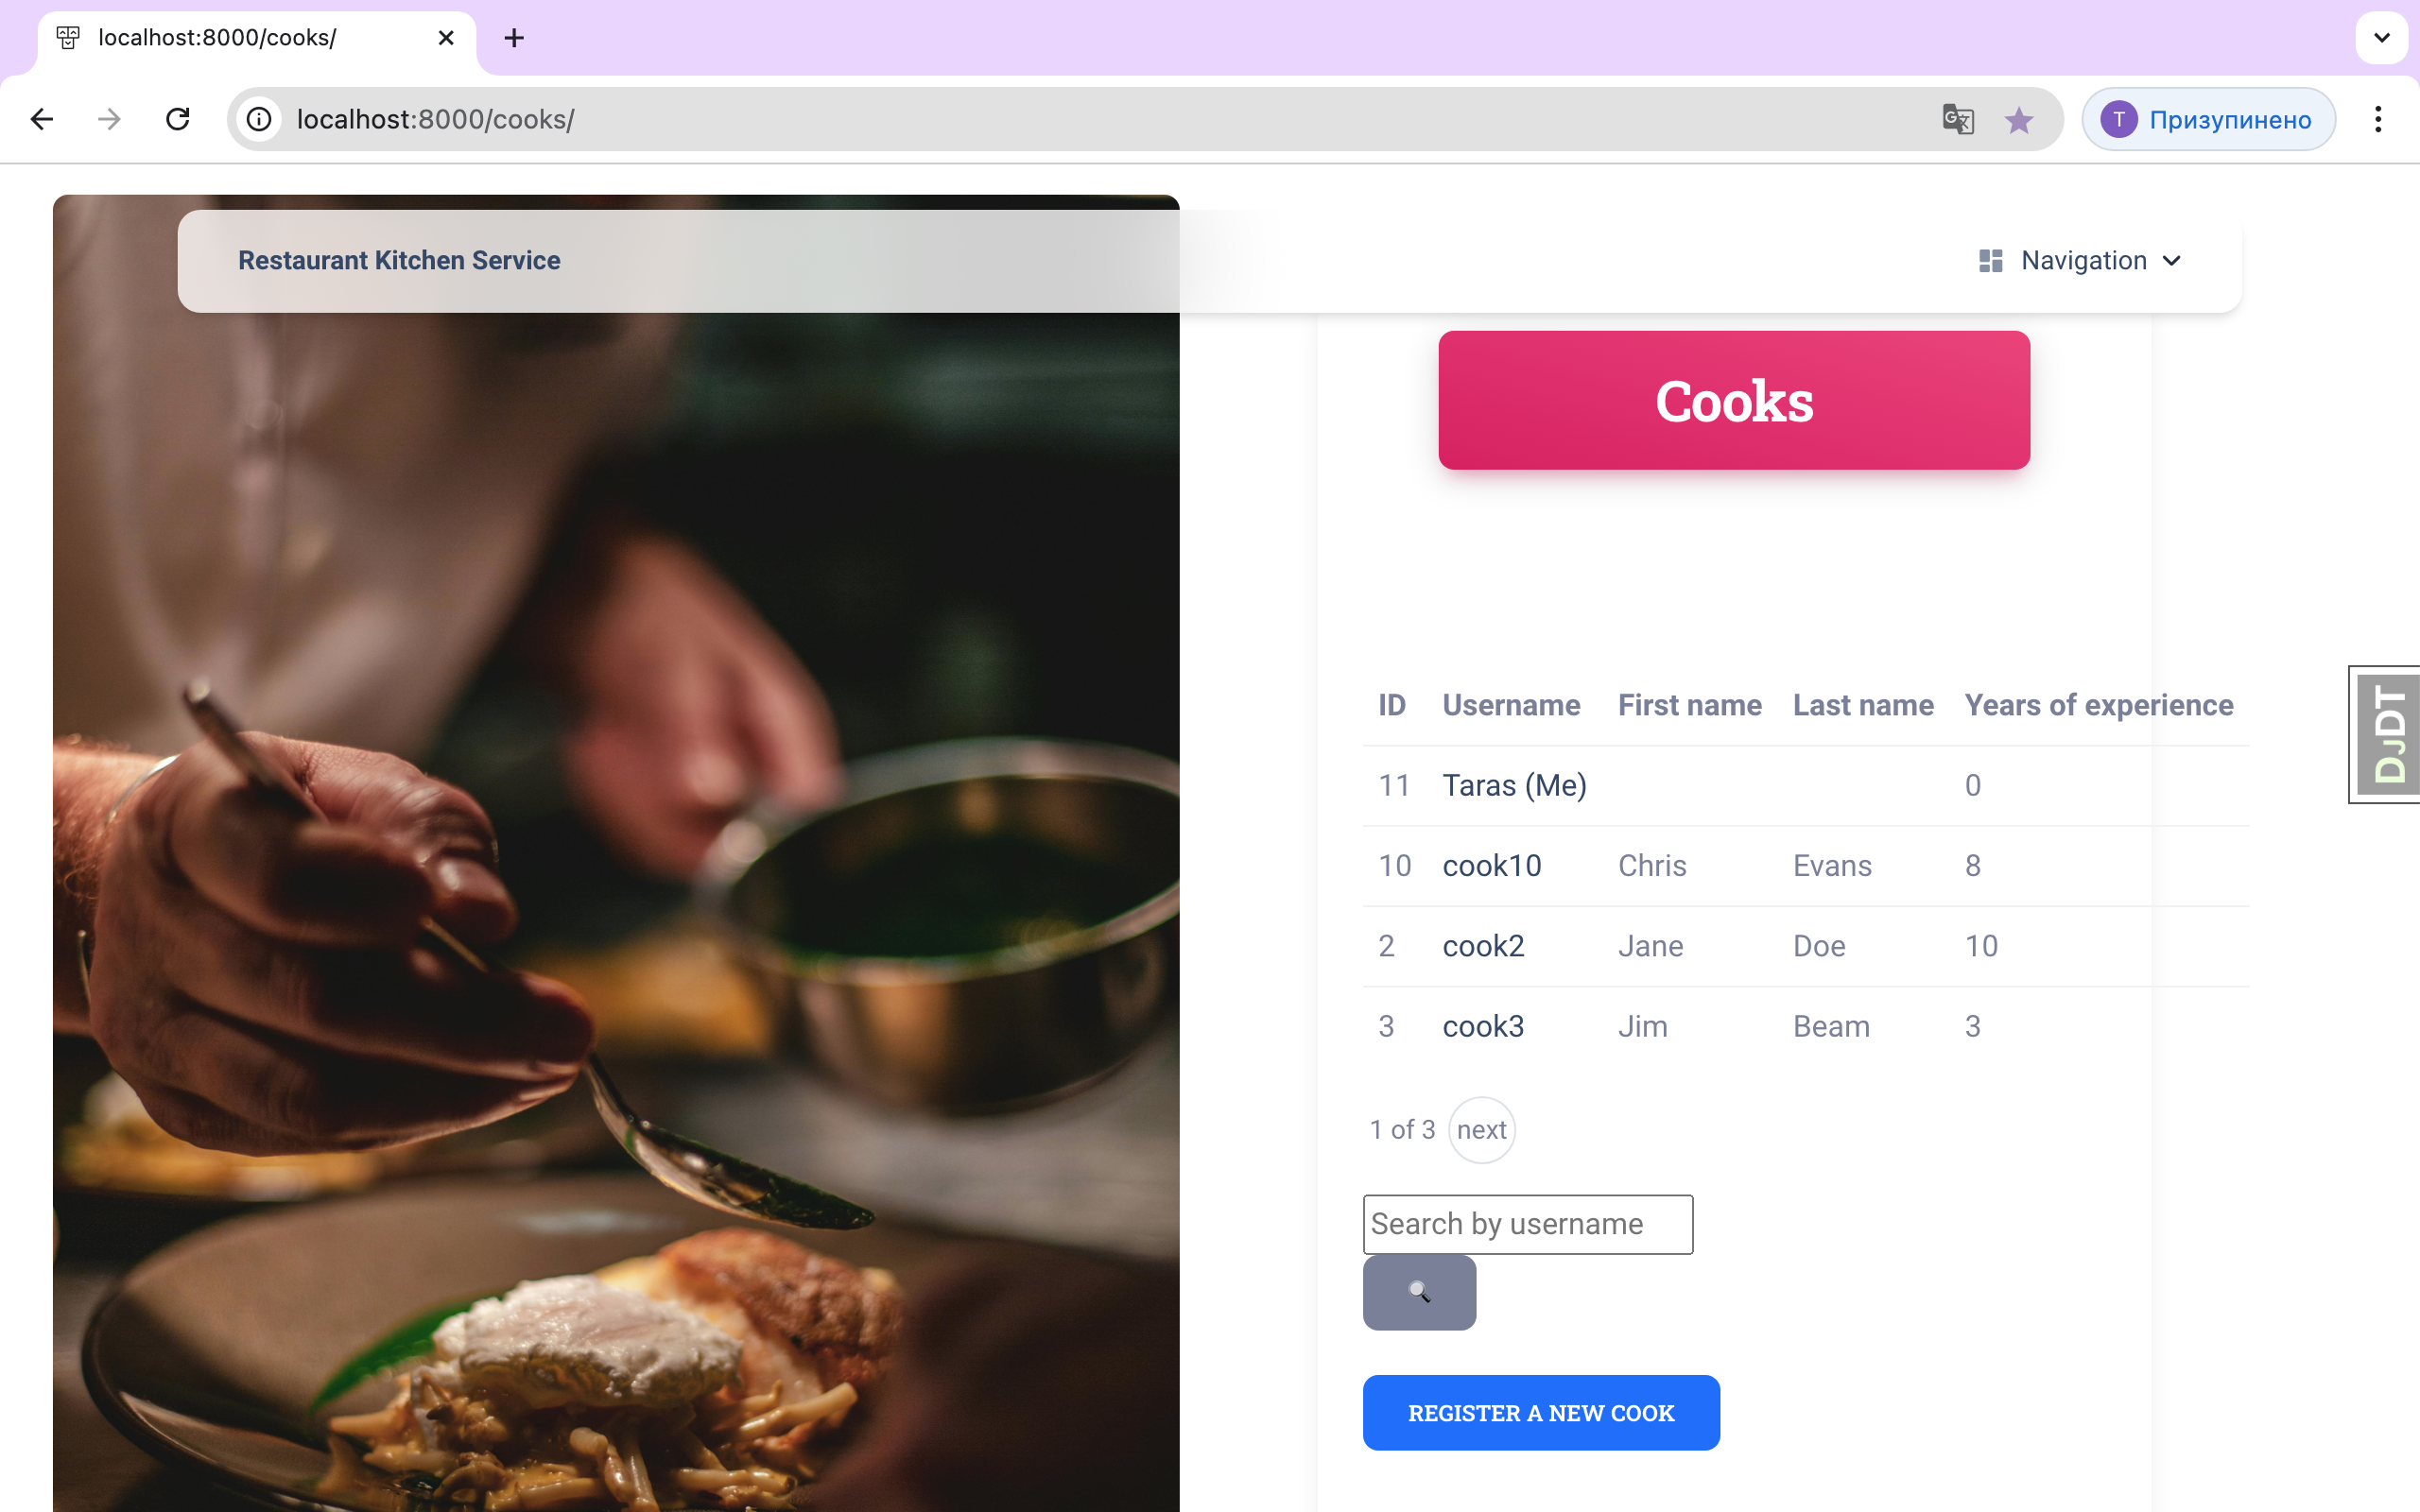 localhost:8000/cooks/
localhost:8000/cooks/
T Призупинено
Restaurant Kitchen Service
Navigation
Cooks
ID Username First name Last name Years of experience
11 Taras (Me) 0
10 cook10 Chris Evans 8
2 cook2 Jane Doe 10
3 cook3 Jim Beam 3
DJDT
1 of 3 next
Search by username
REGISTER A NEW COOK